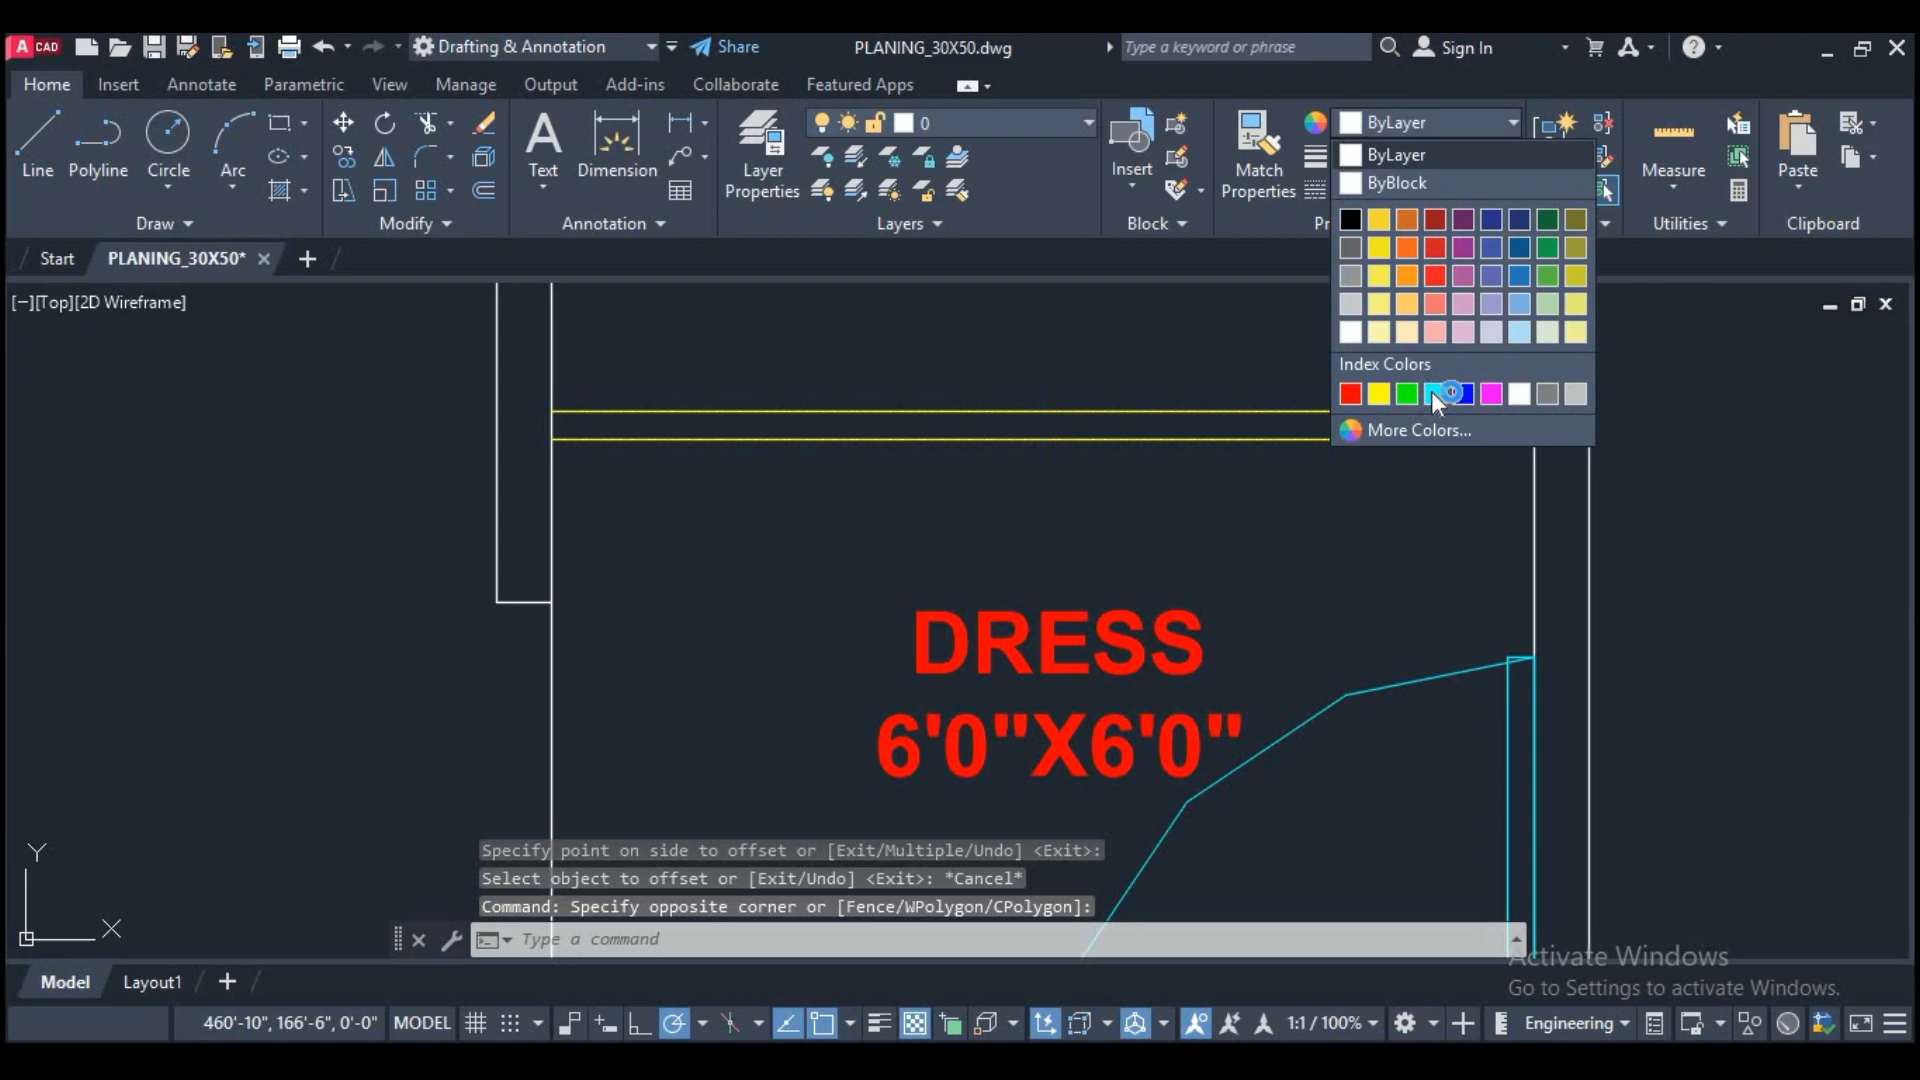 A CAD Drafting & Annotation Share PLANING_30X50.dwg Type a keyword or phrase Sign In
Home Insert Annotate Parametric View Manage Output Add-ins Collaborate Featured Apps
0 ByLayer
Line Polyline Circle Arc Text Dimension Layer Properties Insert Match Properties Measure Paste
ByLayer
ByBlock
Draw Modify Annotation Layers Block Pr Utilities Clipboard
Start PLANING_30X50*
[−][Top][2D Wireframe]
Index Colors
More Colors...
DRESS
6'0"X6'0"
Specify point on side to offset or [Exit/Multiple/Undo] <Exit>:
Select object to offset or [Exit/Undo] <Exit>: *Cancel*
Command: Specify opposite corner or [Fence/WPolygon/CPolygon]:
Y
X
Type a command
Activate Windows
Go to Settings to activate Windows.
Model Layout1
460'-10", 166'-6", 0'-0" MODEL 1:1 / 100% Engineering